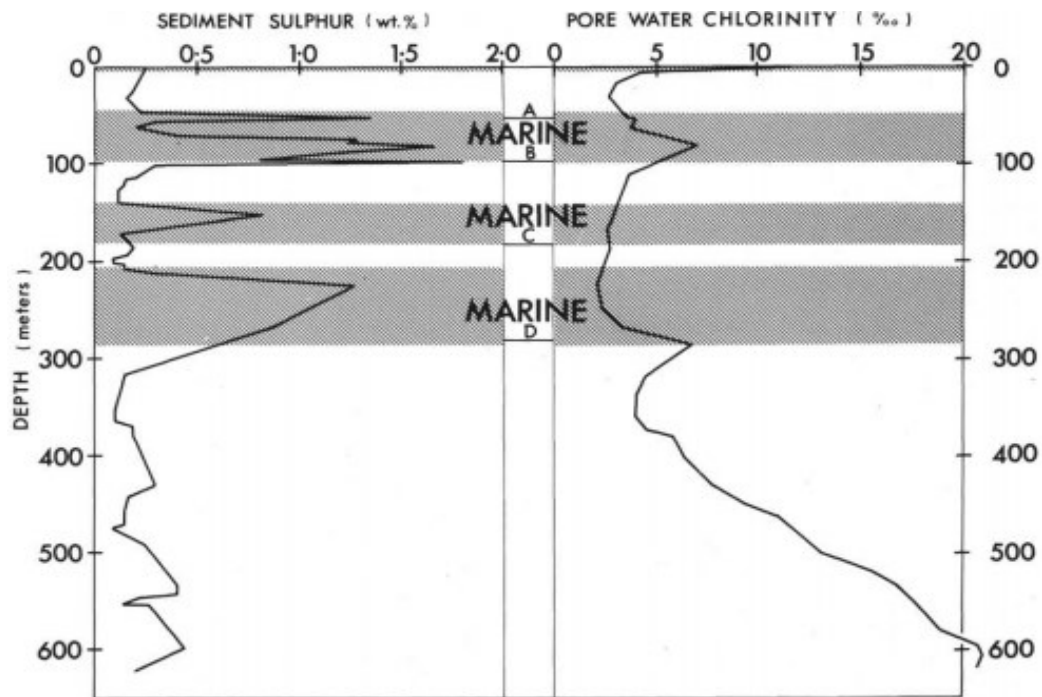 SEDIMENT SULPHUR (wt.%) PORE WATER CHLORINITY ( ‰ )
0 0·5 1·0 1·5 2·0 5 10 15 20
0 0
A
MARINE
B
100 100
MARINE
C
200 200
MARINE
D
300 300
400 400
500 500
600 600
DEPTH (meters)